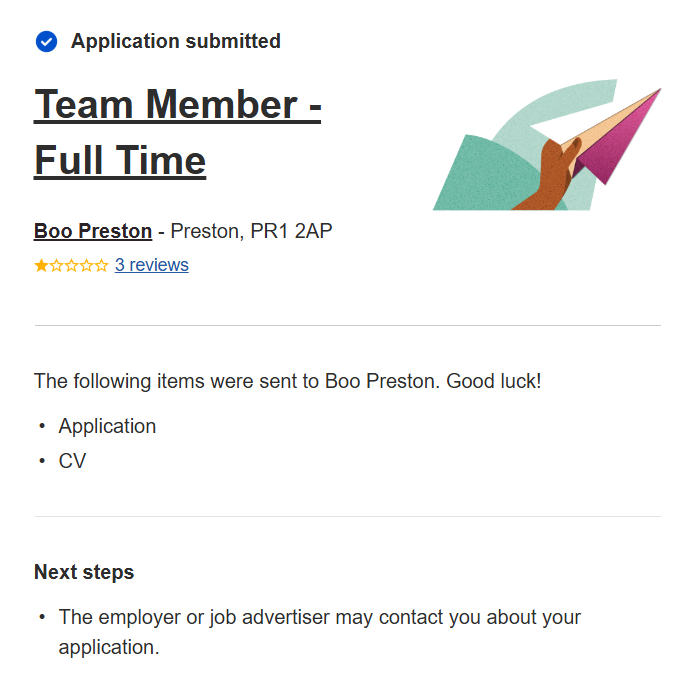 Application submitted
Team Member -
Full Time
Boo Preston - Preston, PR1 2AP
3 reviews
The following items were sent to Boo Preston. Good luck!
• Application
• CV
Next steps
• The employer or job advertiser may contact you about your
application.